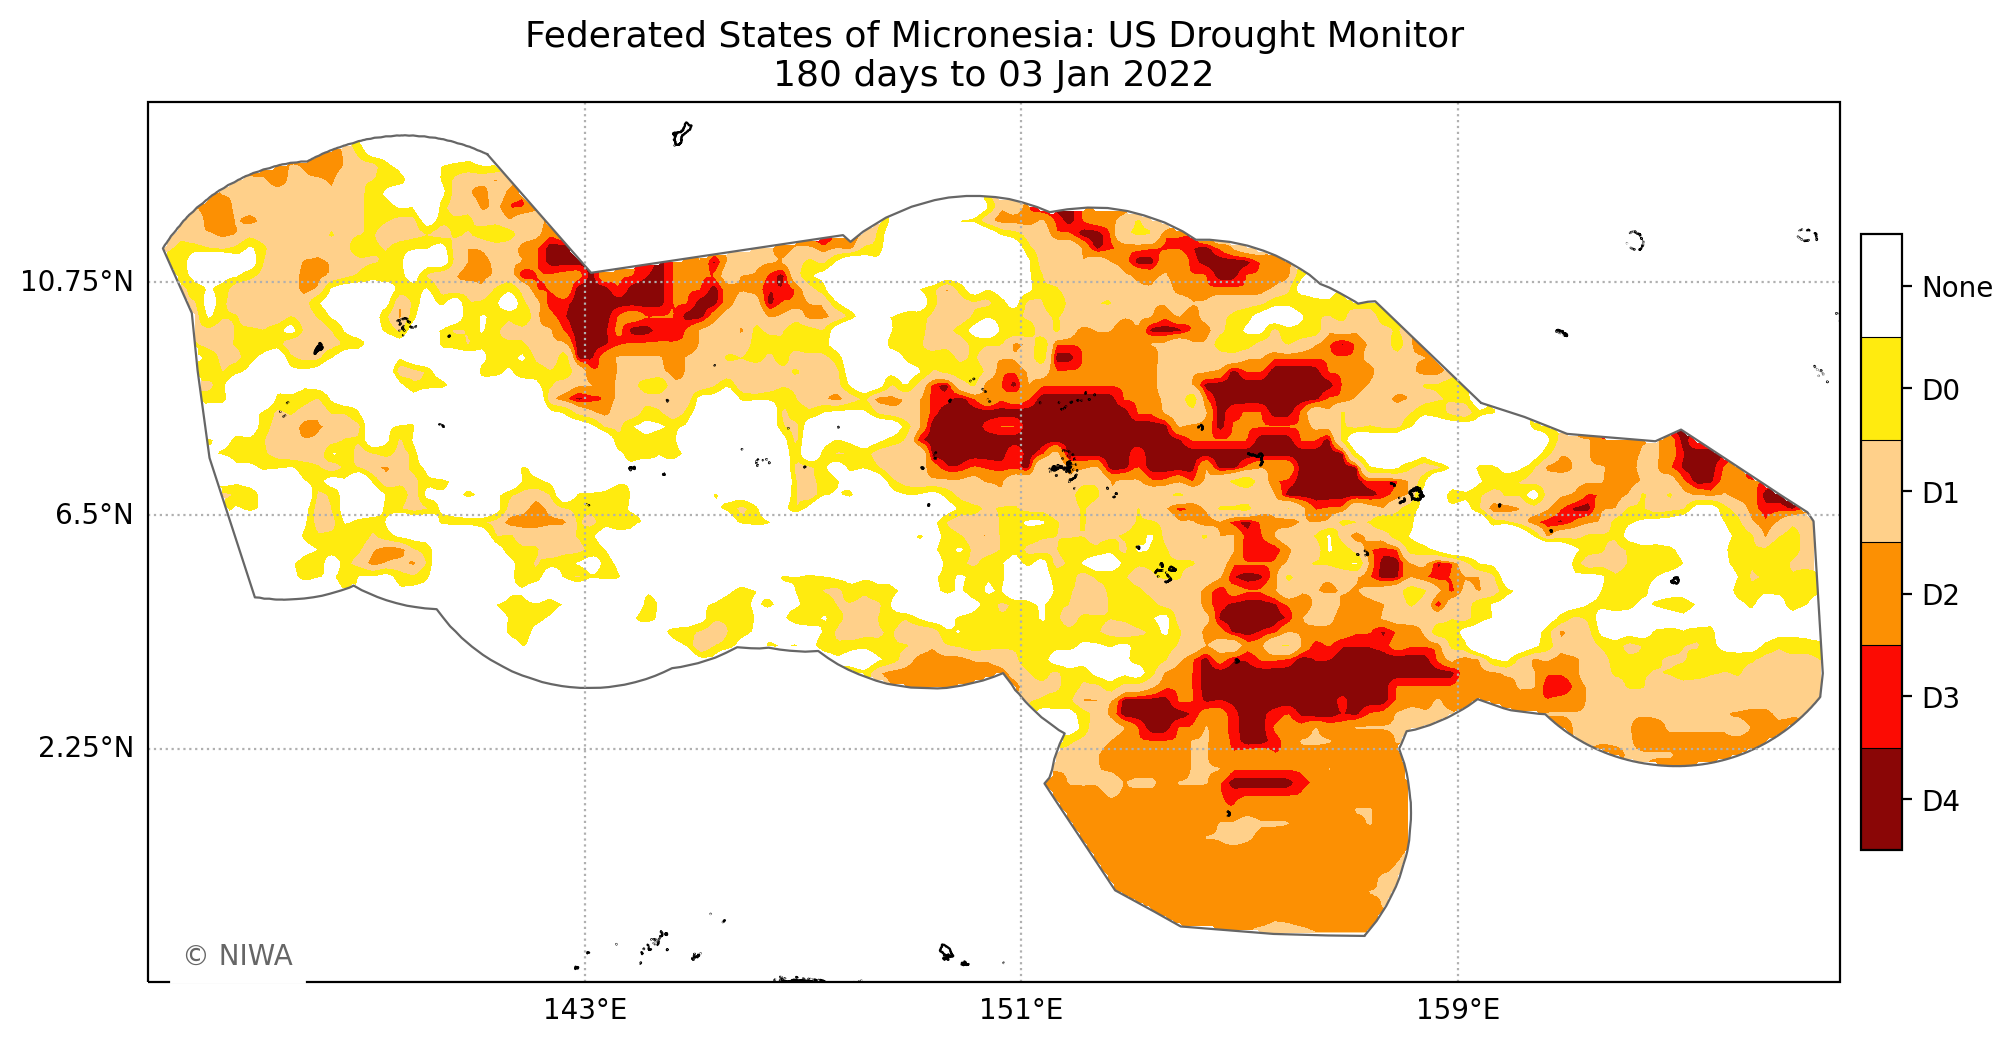 Federated States of Micronesia: US Drought Monitor
180 days to 03 Jan 2022
10.75°N
6.5°N
2.25°N
143°E
151°E
159°E
None
D0
D1
D2
D3
D4
© NIWA